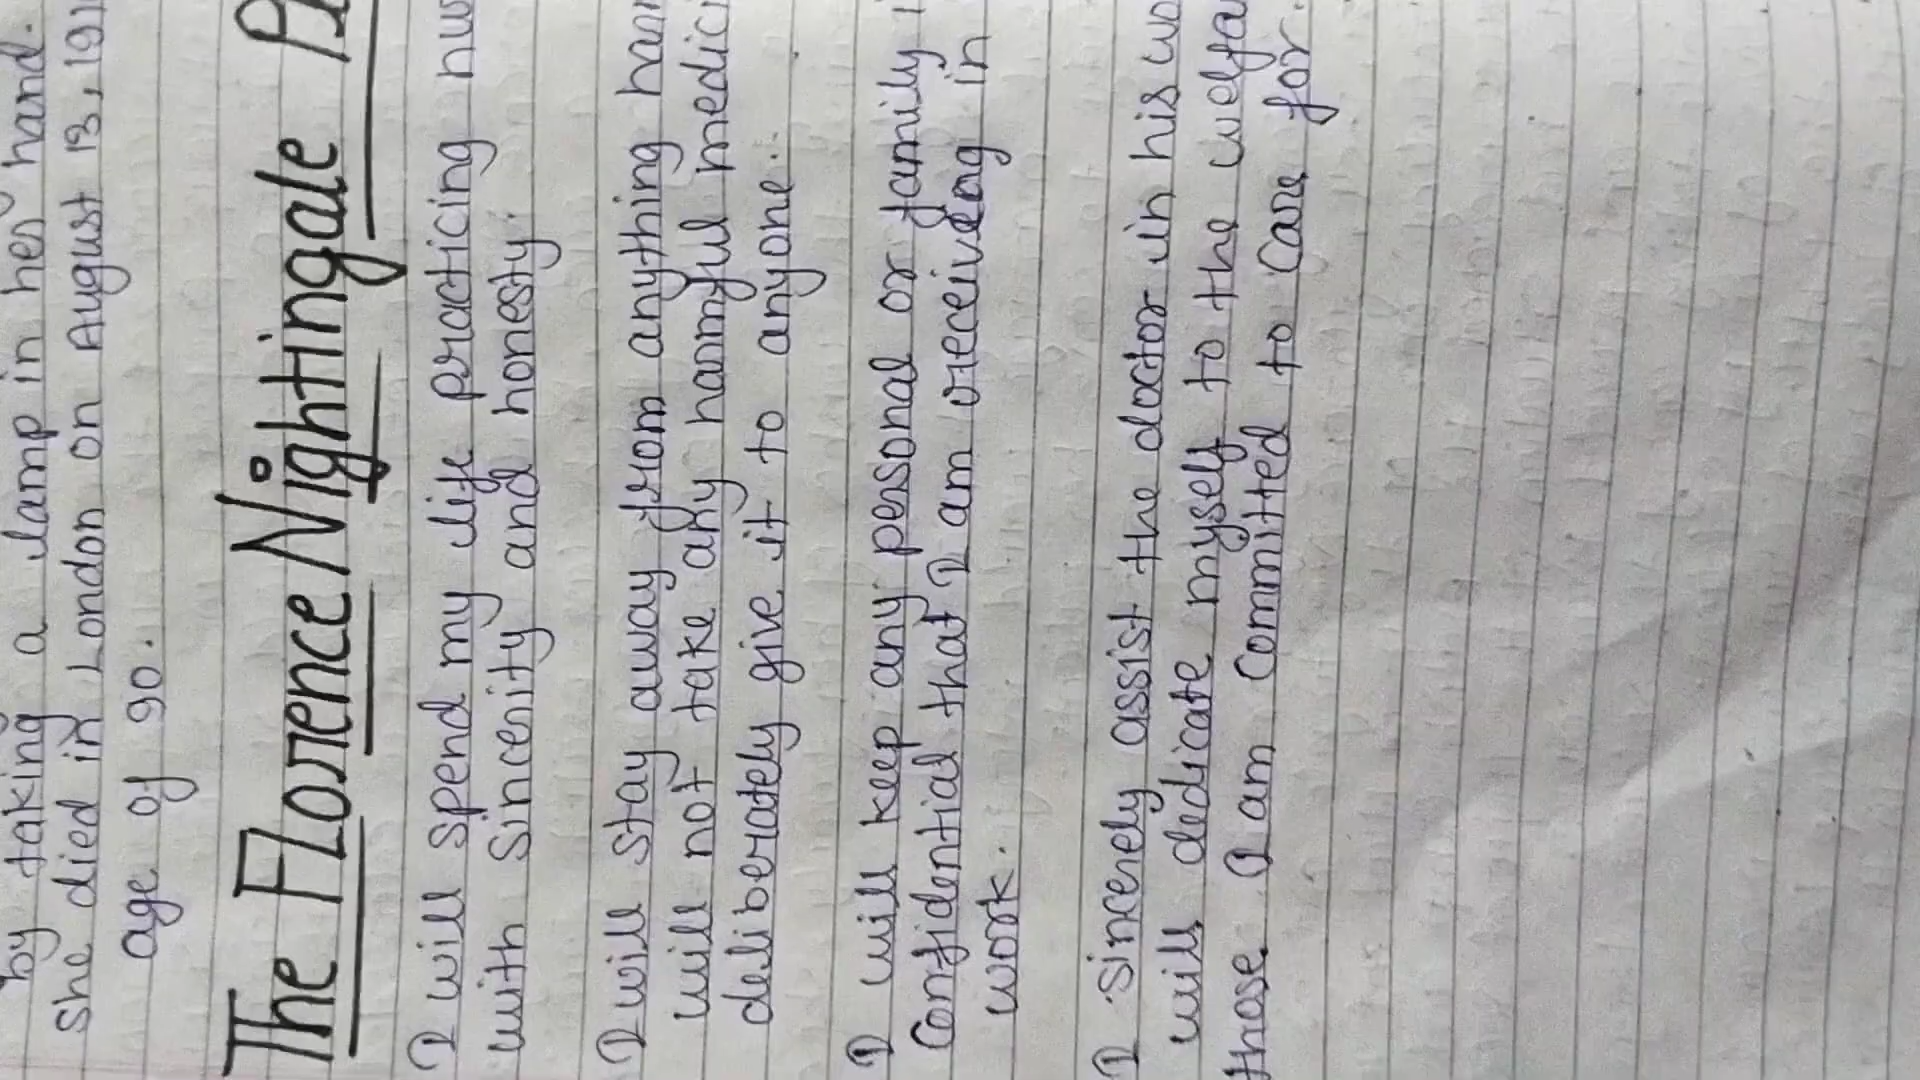 by taking a lamp in her hand.
She died in London on August 13, 191
age of 90.
The Florence Nightingale
I will spend my life practicing
with sincerity and honesty.
I will stay away from anything
will not take any harmful
deliberately give it to anyone.
I will keep any personal or family
Confidential that I am receiveing in
work.
I sincerely assist the doctor in his
will dedicate myself to the
those I am Committed to Care for.